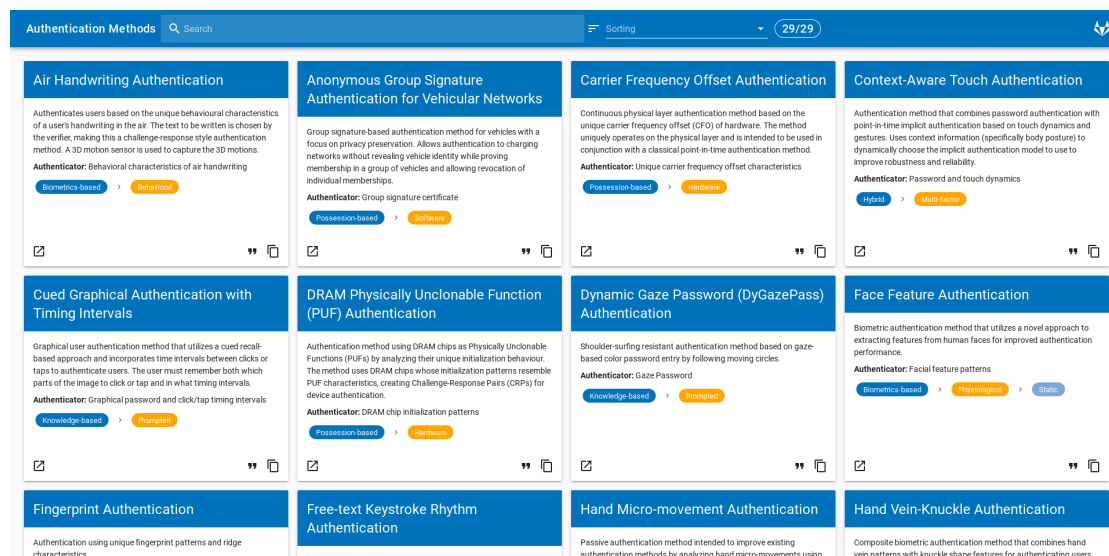 Authentication Methods
Search
Sorting
29/29
Air Handwriting Authentication
Authenticates users based on the unique behavioural characteristics
of a user's handwriting in the air. The text to be written is chosen by
the verifier, making this a challenge-response style authentication
method. A 3D motion sensor is used to capture the 3D motions.
Authenticator: Behavioral characteristics of air handwriting
Biometrics-based > Behavioral
Anonymous Group Signature
Authentication for Vehicular Networks
Group signature-based authentication method for vehicles with a
focus on privacy preservation. Allows authentication to charging
networks without revealing vehicle identity while proving
membership in a group of vehicles and allowing revocation of
individual memberships.
Authenticator: Group signature certificate
Possession-based > Software
Carrier Frequency Offset Authentication
Continuous physical layer authentication method based on the
unique carrier frequency offset (CFO) of hardware. The method
uniquely operates on the physical layer and is intended to be used in
conjunction with a classical point-in-time authentication method.
Authenticator: Unique carrier frequency offset characteristics
Possession-based > Hardware
Context-Aware Touch Authentication
Authentication method that combines password authentication with
point-in-time implicit authentication based on touch dynamics and
gestures. Uses context information (specifically body posture) to
dynamically choose the implicit authentication model to use to
improve robustness and reliability.
Authenticator: Password and touch dynamics
Hybrid > Multi-factor
Cued Graphical Authentication with
Timing Intervals
Graphical user authentication method that utilizes a cued recall-
based approach and incorporates time intervals between clicks or
taps to authenticate users. The user must remember both which
parts of the image to click or tap and in what timing intervals.
Authenticator: Graphical password and click/tap timing intervals
Knowledge-based > Prompted
DRAM Physically Unclonable Function
(PUF) Authentication
Authentication method using DRAM chips as Physically Unclonable
Functions (PUFs) by analyzing their unique initialization behaviour.
The method uses DRAM chips whose initialization patterns resemble
PUF characteristics, creating Challenge-Response Pairs (CRPs) for
device authentication.
Authenticator: DRAM chip initialization patterns
Possession-based > Hardware
Dynamic Gaze Password (DyGazePass)
Authentication
Shoulder-surfing resistant authentication method based on gaze-
based color password entry by following moving circles.
Authenticator: Gaze Password
Knowledge-based > Prompted
Face Feature Authentication
Biometric authentication method that utilizes a novel approach to
extracting features from human faces for improved authentication
performance.
Authenticator: Facial feature patterns
Biometrics-based > Physiological > Static
Fingerprint Authentication
Authentication using unique fingerprint patterns and ridge
characteristics.
Free-text Keystroke Rhythm
Authentication
Hand Micro-movement Authentication
Passive authentication method intended to improve existing
authentication methods by analyzing hand micro-movements using
Hand Vein-Knuckle Authentication
Composite biometric authentication method that combines hand
vein patterns with knuckle shape features for authenticating users